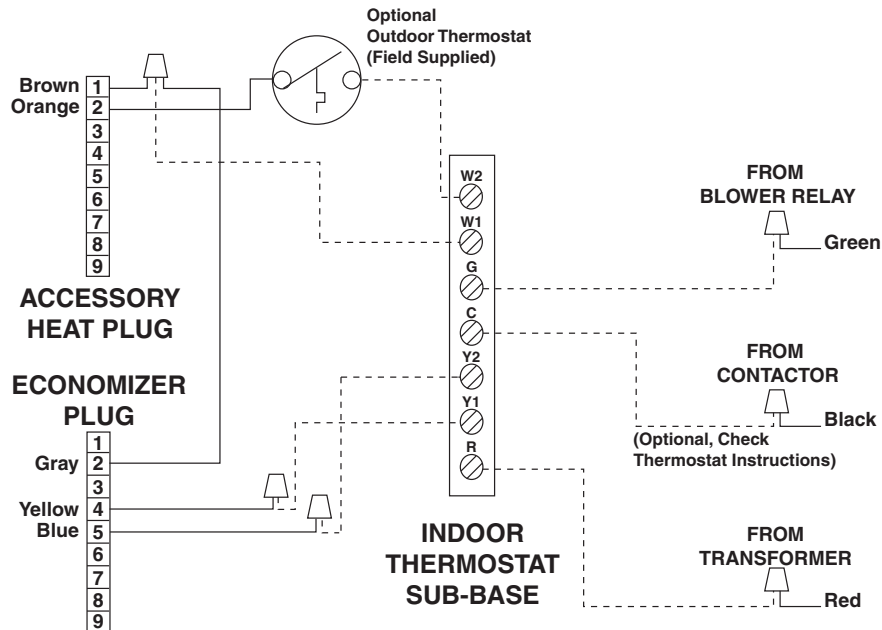 Optional
Outdoor Thermostat
(Field Supplied)
Brown
Orange
1
2
3
4
5
6
7
8
9
ACCESSORY
HEAT PLUG
ECONOMIZER
PLUG
Gray
Yellow
Blue
1
2
3
4
5
6
7
8
9
W2
W1
G
C
Y2
Y1
R
INDOOR
THERMOSTAT
SUB-BASE
FROM
BLOWER RELAY
Green
FROM
CONTACTOR
Black
(Optional, Check
Thermostat Instructions)
FROM
TRANSFORMER
Red